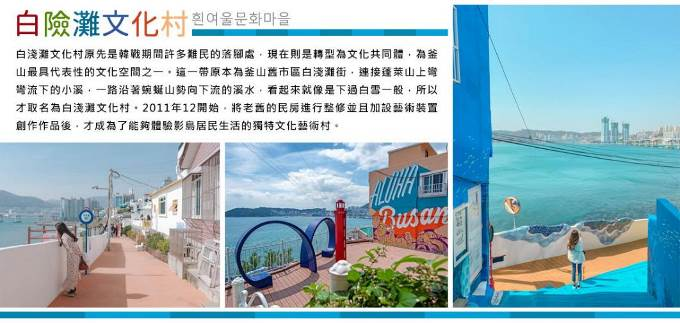 白險灘文化村 흰여울문화마을
白淺灘文化村原先是韓戰期間許多難民的落腳處，現在則是轉型為文化共同體，為釜
山最具代表性的文化空間之一。這一帶原本為釜山舊市區白淺灘街，連接蓬萊山上彎
彎流下的小溪，一路沿著蜿蜒山勢向下流的溪水，看起來就像是下過白雪一般，所以
才取名為白淺灘文化村。2011年12開始，將老舊的民房進行整修並且加設藝術裝置
創作作品後，才成為了能夠體驗影島居民生活的獨特文化藝術村。
ALOHA
Busan